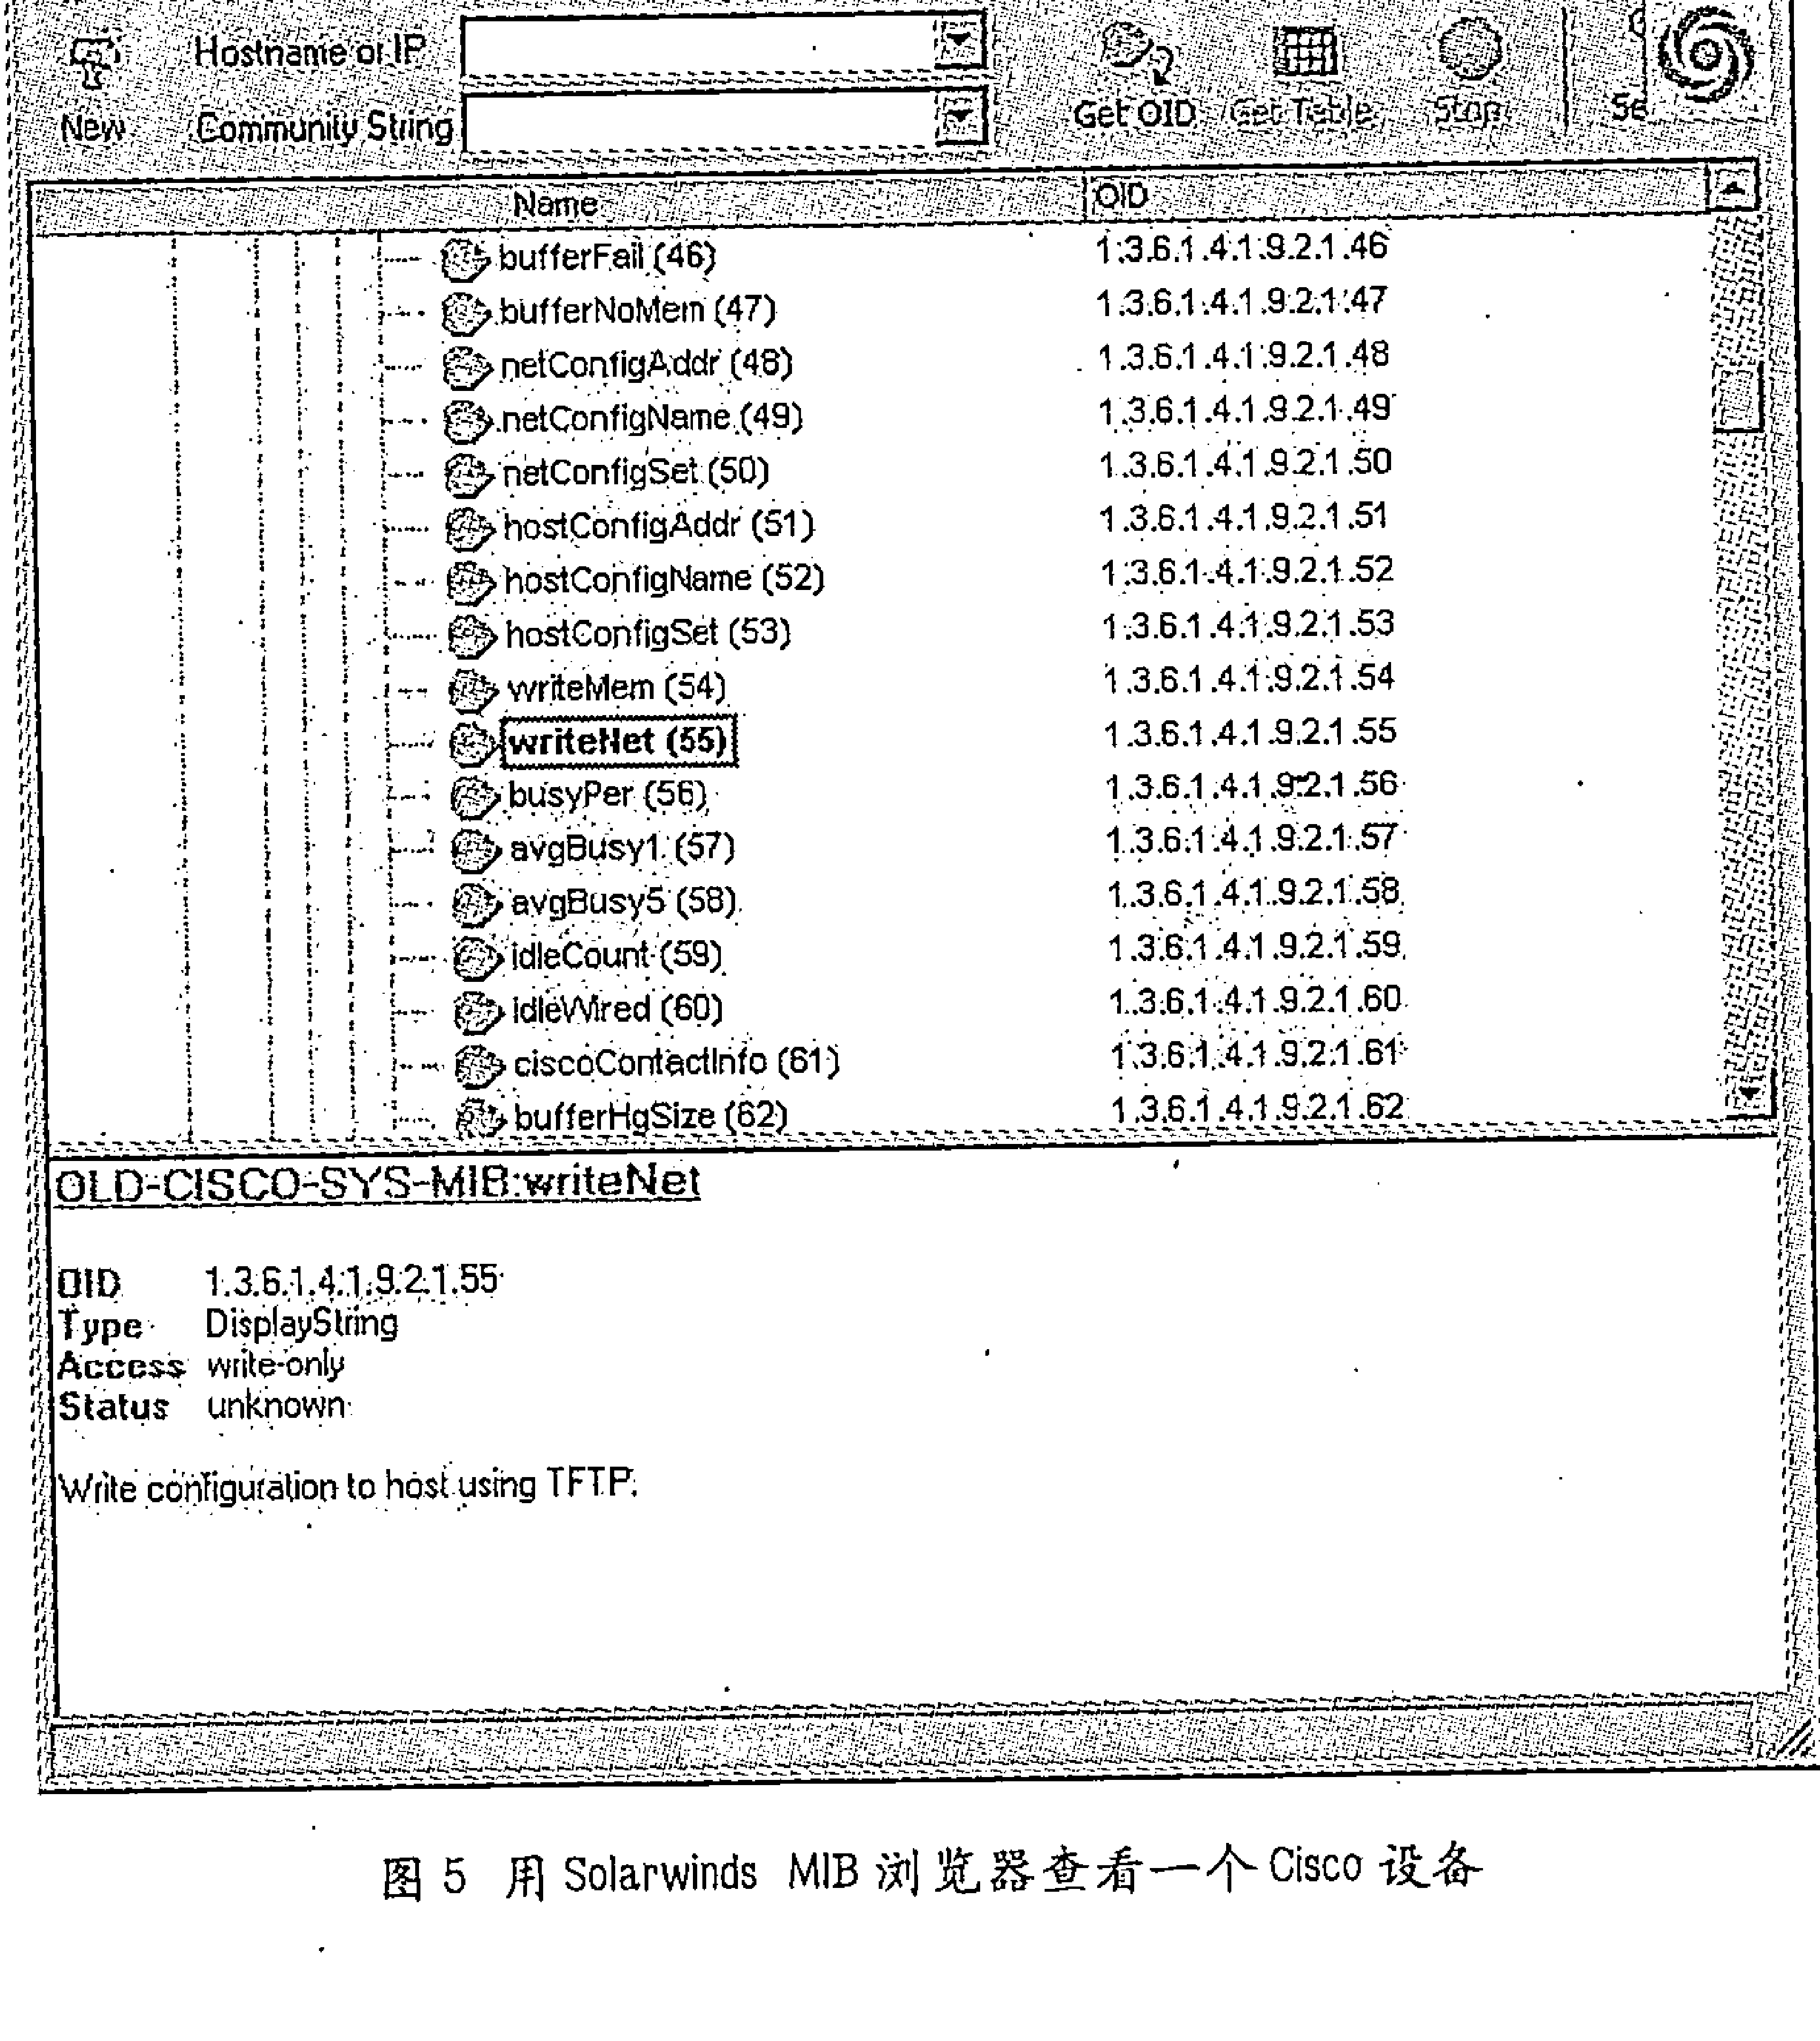 Hostname or IP
New Community String
Get OID Get Table Stop Se
Name OID
bufferFail (46) 1.3.6.1.4.1.9.2.1.46
bufferNoMem (47) 1.3.6.1.4.1.9.2.1.47
netConfigAddr (48) 1.3.6.1.4.1.9.2.1.48
netConfigName (49) 1.3.6.1.4.1.9.2.1.49
netConfigSet (50) 1.3.6.1.4.1.9.2.1.50
hostConfigAddr (51) 1.3.6.1.4.1.9.2.1.51
hostConfigName (52) 1.3.6.1.4.1.9.2.1.52
hostConfigSet (53) 1.3.6.1.4.1.9.2.1.53
writeMem (54) 1.3.6.1.4.1.9.2.1.54
writeNet (55) 1.3.6.1.4.1.9.2.1.55
busyPer (56) 1.3.6.1.4.1.9.2.1.56
avgBusy1 (57) 1.3.6.1.4.1.9.2.1.57
avgBusy5 (58) 1.3.6.1.4.1.9.2.1.58
idleCount (59) 1.3.6.1.4.1.9.2.1.59
idleWired (60) 1.3.6.1.4.1.9.2.1.60
ciscoContactInfo (61) 1.3.6.1.4.1.9.2.1.61
bufferHgSize (62) 1.3.6.1.4.1.9.2.1.62
OLD-CISCO-SYS-MIB:writeNet
OID 1.3.6.1.4.1.9.2.1.55
Type DisplayString
Access write-only
Status unknown
Write configuration to host using TFTP.
图 5 用 Solarwinds MIB 浏览器查看一个 Cisco 设备